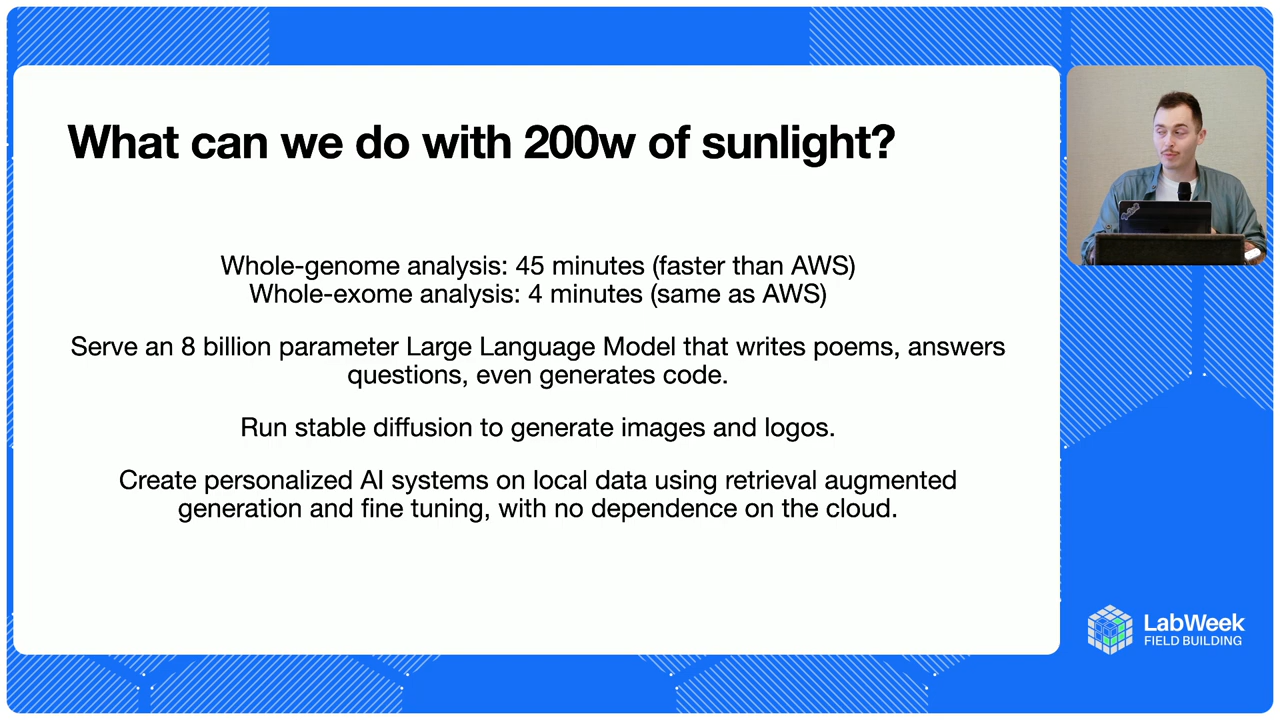 What can we do with 200w of sunlight?
Whole-genome analysis: 45 minutes (faster than AWS)
Whole-exome analysis: 4 minutes (same as AWS)
Serve an 8 billion parameter Large Language Model that writes poems, answers
questions, even generates code.
Run stable diffusion to generate images and logos.
Create personalized AI systems on local data using retrieval augmented
generation and fine tuning, with no dependence on the cloud.
LabWeek
FIELD BUILDING